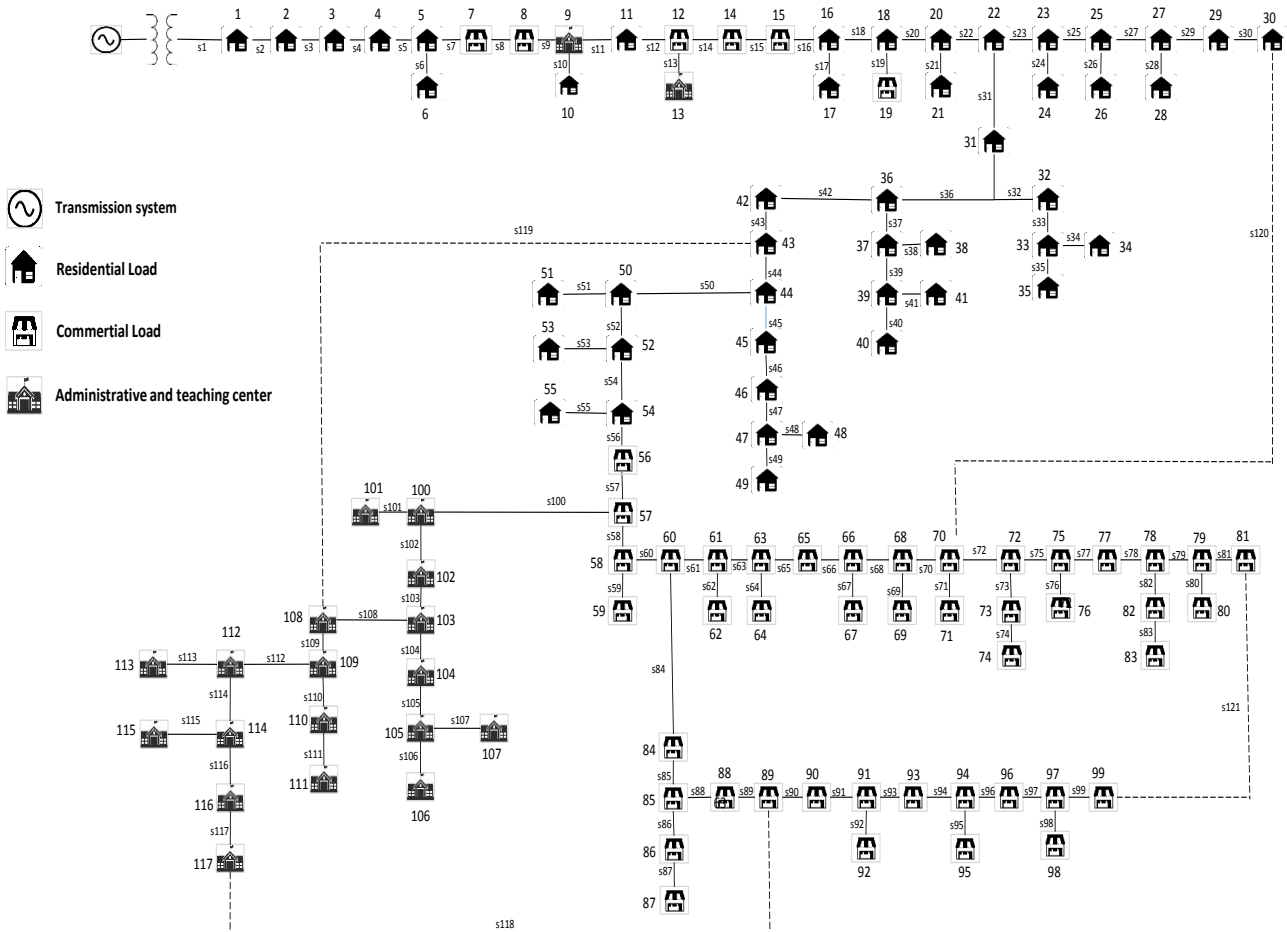 1 2 3 4 5 7 8 9 11 12 14 15 16 18 20 22 23 25 27 29 30
s1 s2 s3 s4 s5 s7 s8 s9 s11 s12 s14 s15 s16 s18 s20 s22 s23 s25 s27 s29 s30
s6 s10 s13 s17 s19 s21 s24 s26 s28
6 10 13 17 19 21 24 26 28
s31
31
Transmission system
42 s42 36 s36 s32 32
s43 s37 s33
s119 43 37 s38 38 33 s34 34
s120
Residential Load
s44 s39 s35
51 s51 50 s50 44 39 s41 41 35
s52 s45 s40
Commertial Load
53 s53 52 45 40
s54 s46
46
Administrative and teaching center
55 s55 54 s47
s56 47 s48 48
56 s49
s57 49
101 s101 100 s100 57
s58
s102
58 s60 60 s61 61 s63 63 s65 65 s66 66 s68 68 s70 70 s72 72 s75 75 s77 77 s78 78 s79 79 s81 81
102 s59 s62 s64 s67 s69 s71 s73 s76 s82 s80
s103 59 62 64 67 69 71 73 76 82 80
108 s108 103 s74 s83
74 83
s109 s104
113 s113 112 s112 109 104
s84
s114 s110 s105
s121
115 s115 114 110 105 s107 107
s116 s111 s106
84
111 106
s85
116 85 s88 88 s89 89 s90 90 s91 91 s93 93 s94 94 s96 96 s97 97 s99 99
s117 s86 s92 s95 s98
117 86 92 95 98
s87
87
s118